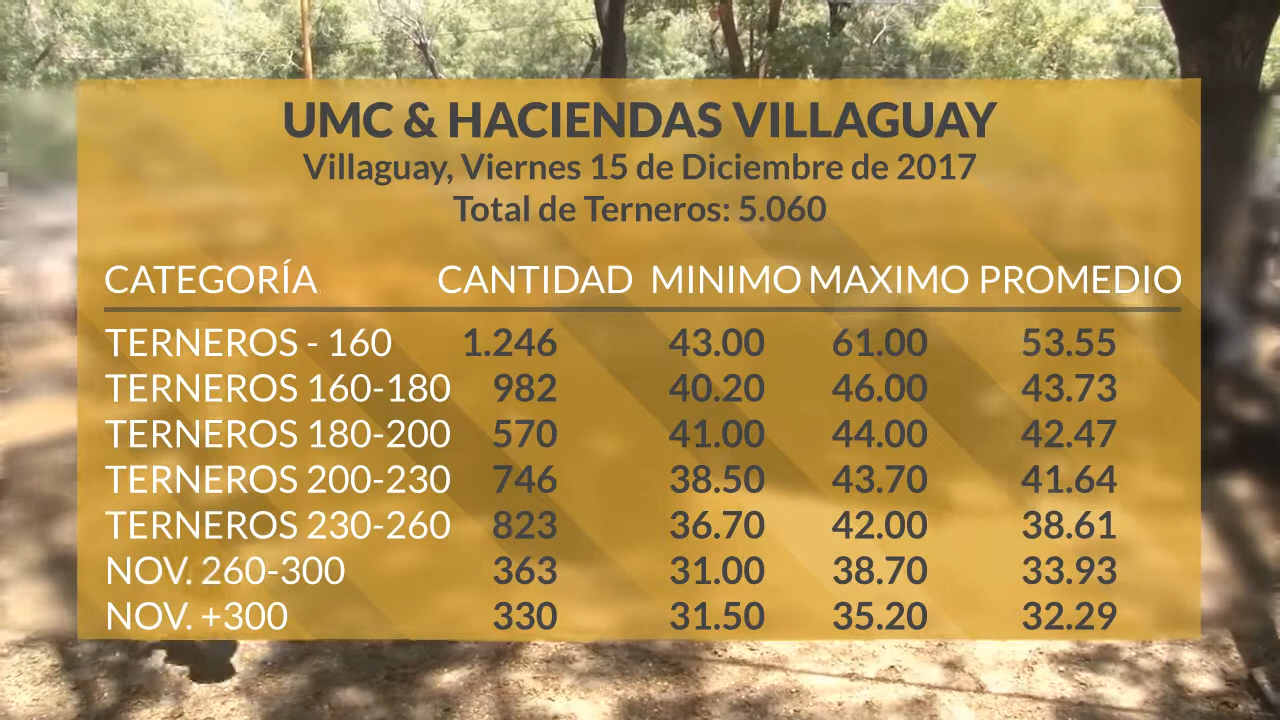 UMC & HACIENDAS VILLAGUAY
Villaguay, Viernes 15 de Diciembre de 2017
Total de Terneros: 5.060
CATEGORÍA CANTIDAD MINIMO MAXIMO PROMEDIO
TERNEROS - 160 1.246 43.00 61.00 53.55
TERNEROS 160-180 982 40.20 46.00 43.73
TERNEROS 180-200 570 41.00 44.00 42.47
TERNEROS 200-230 746 38.50 43.70 41.64
TERNEROS 230-260 823 36.70 42.00 38.61
NOV. 260-300 363 31.00 38.70 33.93
NOV. +300 330 31.50 35.20 32.29